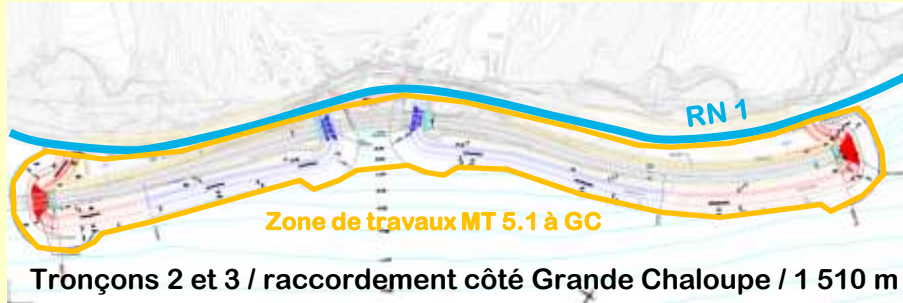 RN 1
Zone de travaux MT 5.1 à GC
Tronçons 2 et 3 / raccordement côté Grande Chaloupe / 1 510 m